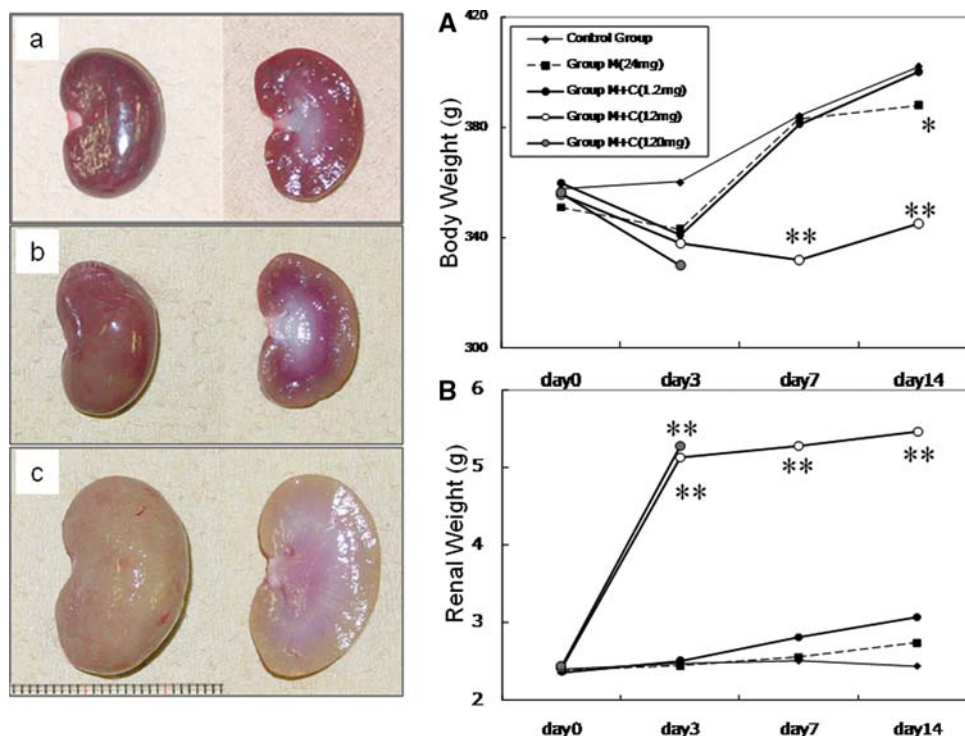 a
b
c
A
Body Weight (g)
420
380
340
300
Control Group
Group M(24mg)
Group M+C(1.2mg)
Group M+C(12mg)
Group M+C(120mg)
*
**
**
day0 day3 day7 day14
B
Renal Weight (g)
6
5
4
3
2
**
**
**
**
day0 day3 day7 day14